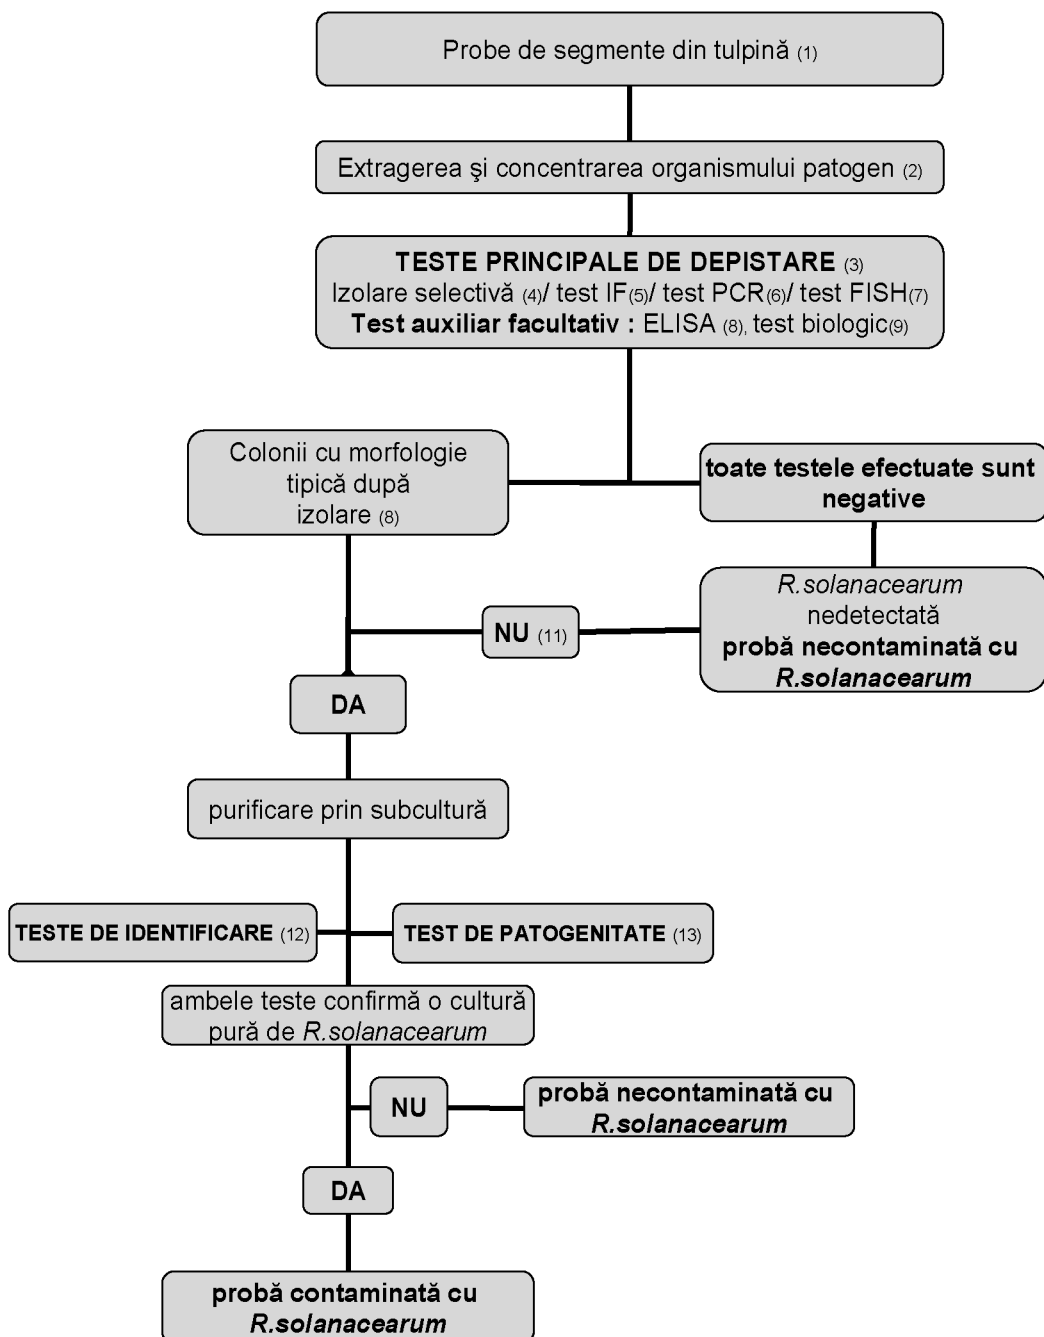 Probe de segmente din tulpină (1)
Extragerea şi concentrarea organismului patogen (2)
TESTE PRINCIPALE DE DEPISTARE (3)
Izolare selectivă (4)/ test IF(5)/ test PCR(6)/ test FISH(7)
Test auxiliar facultativ : ELISA (8), test biologic(9)
Colonii cu morfologie
tipică după
izolare (8)
toate testele efectuate sunt
negative
R.solanacearum
nedetectată
probă necontaminată cu
R.solanacearum
NU (11)
DA
purificare prin subcultură
TESTE DE IDENTIFICARE (12)
TEST DE PATOGENITATE (13)
ambele teste confirmă o cultură
pură de R.solanacearum
NU
probă necontaminată cu
R.solanacearum
DA
probă contaminată cu
R.solanacearum